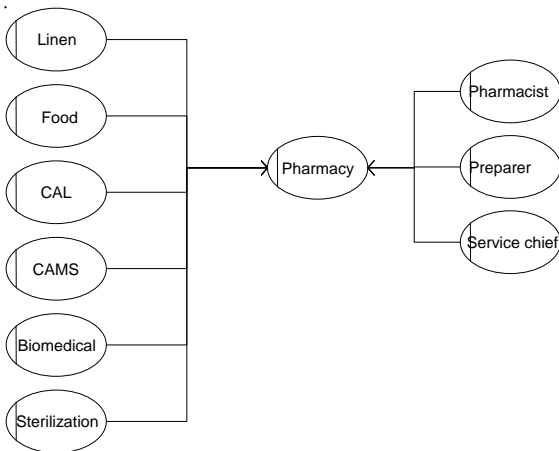 Linen
Food
CAL
CAMS
Biomedical
Sterilization
Pharmacy
Pharmacist
Preparer
Service chief